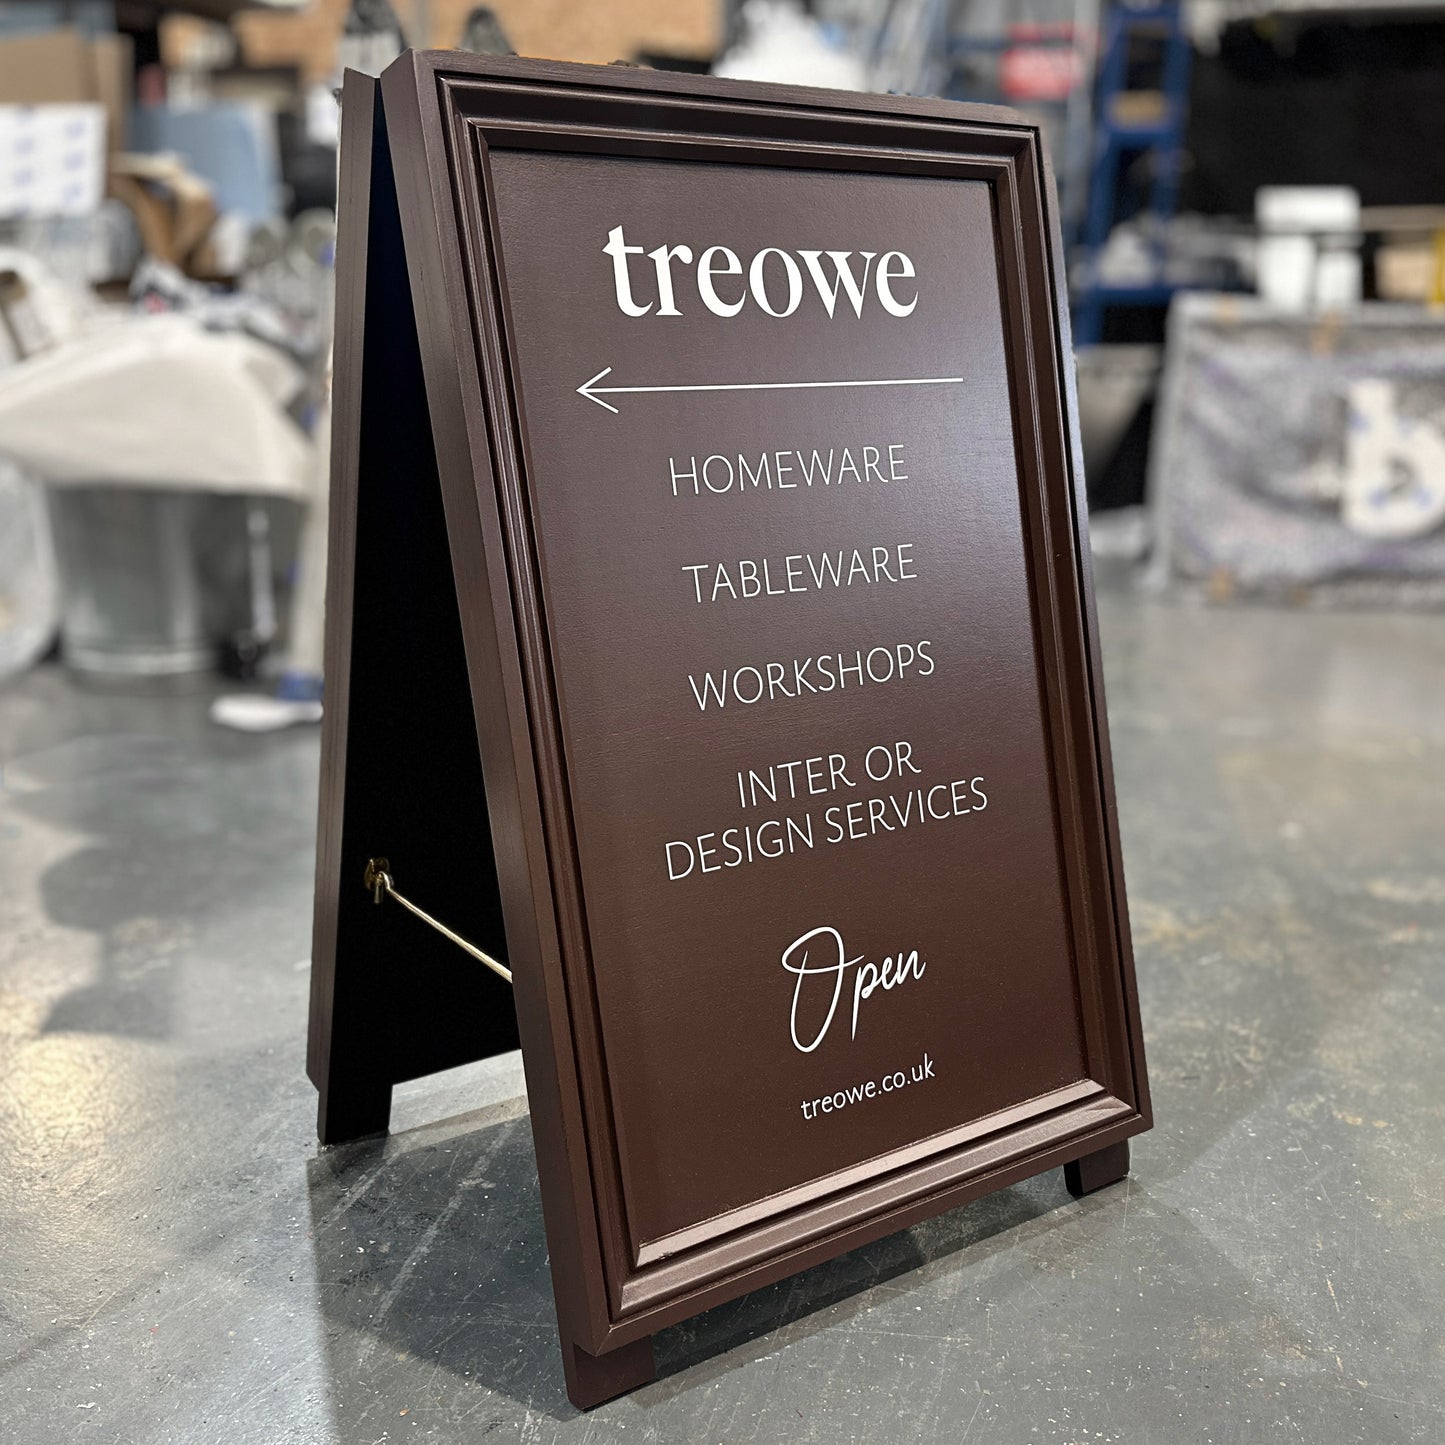 treowe
HOMEWARE
TABLEWARE
WORKSHOPS
INTER OR
DESIGN SERVICES
Open
treowe.co.uk